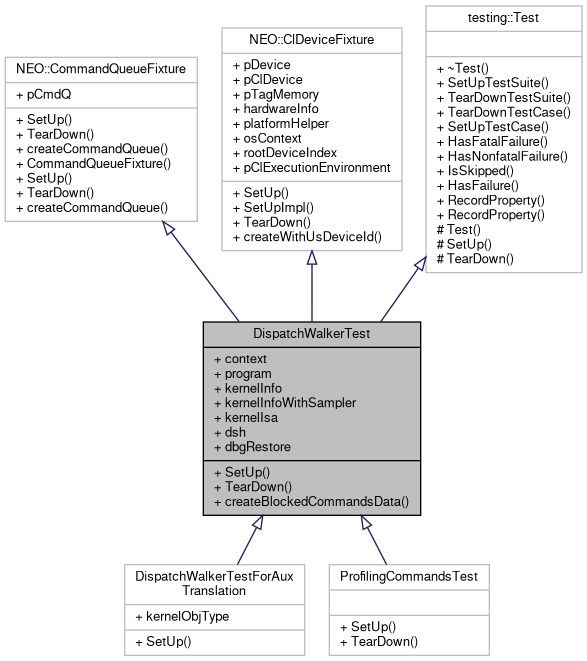 NEO::CommandQueueFixture
+ pCmdQ
+ SetUp()
+ TearDown()
+ createCommandQueue()
+ CommandQueueFixture()
+ SetUp()
+ TearDown()
+ createCommandQueue()
NEO::ClDeviceFixture
+ pDevice
+ pClDevice
+ pTagMemory
+ hardwareInfo
+ platformHelper
+ osContext
+ rootDeviceIndex
+ pClExecutionEnvironment
+ SetUp()
+ SetUpImpl()
+ TearDown()
+ createWithUsDeviceId()
testing::Test
+ ~Test()
+ SetUpTestSuite()
+ TearDownTestSuite()
+ TearDownTestCase()
+ SetUpTestCase()
+ HasFatalFailure()
+ HasNonfatalFailure()
+ IsSkipped()
+ HasFailure()
+ RecordProperty()
+ RecordProperty()
# Test()
# SetUp()
# TearDown()
DispatchWalkerTest
+ context
+ program
+ kernelInfo
+ kernelInfoWithSampler
+ kernelIsa
+ dsh
+ dbgRestore
+ SetUp()
+ TearDown()
+ createBlockedCommandsData()
DispatchWalkerTestForAux
Translation
+ kernelObjType
+ SetUp()
ProfilingCommandsTest
+ SetUp()
+ TearDown()